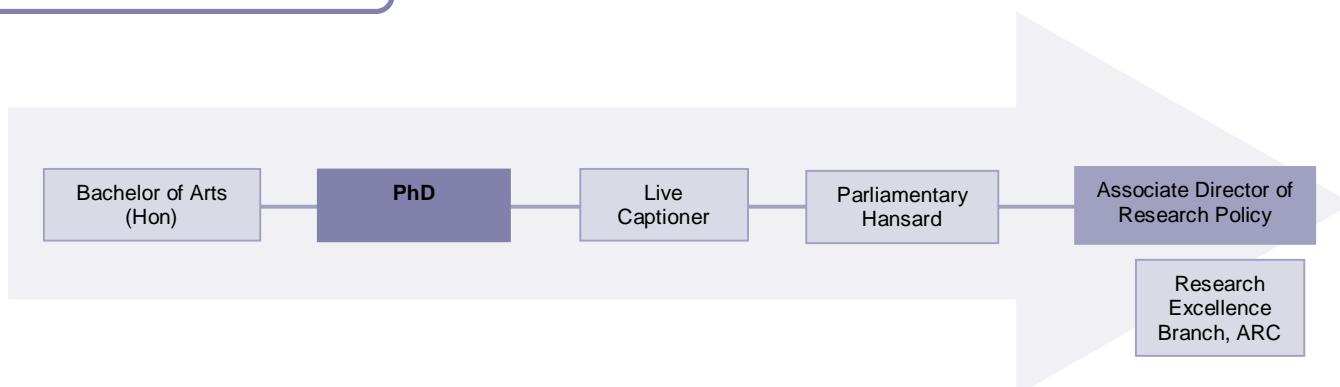 Bachelor of Arts
(Hon)
PhD
Live
Captioner
Parliamentary
Hansard
Associate Director of
Research Policy
Research
Excellence
Branch, ARC